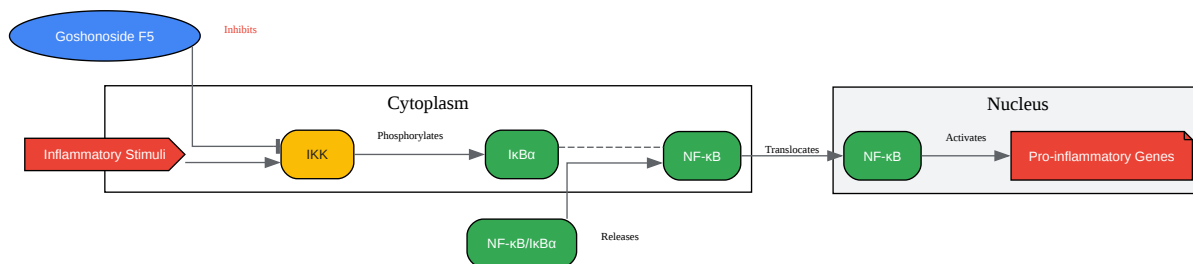 Goshonoside F5
Inhibits
Cytoplasm
Nucleus
Inflammatory Stimuli
IKK
Phosphorylates
IκBα
NF-κB
Translocates
NF-κB
Activates
Pro-inflammatory Genes
NF-κB/IκBα
Releases